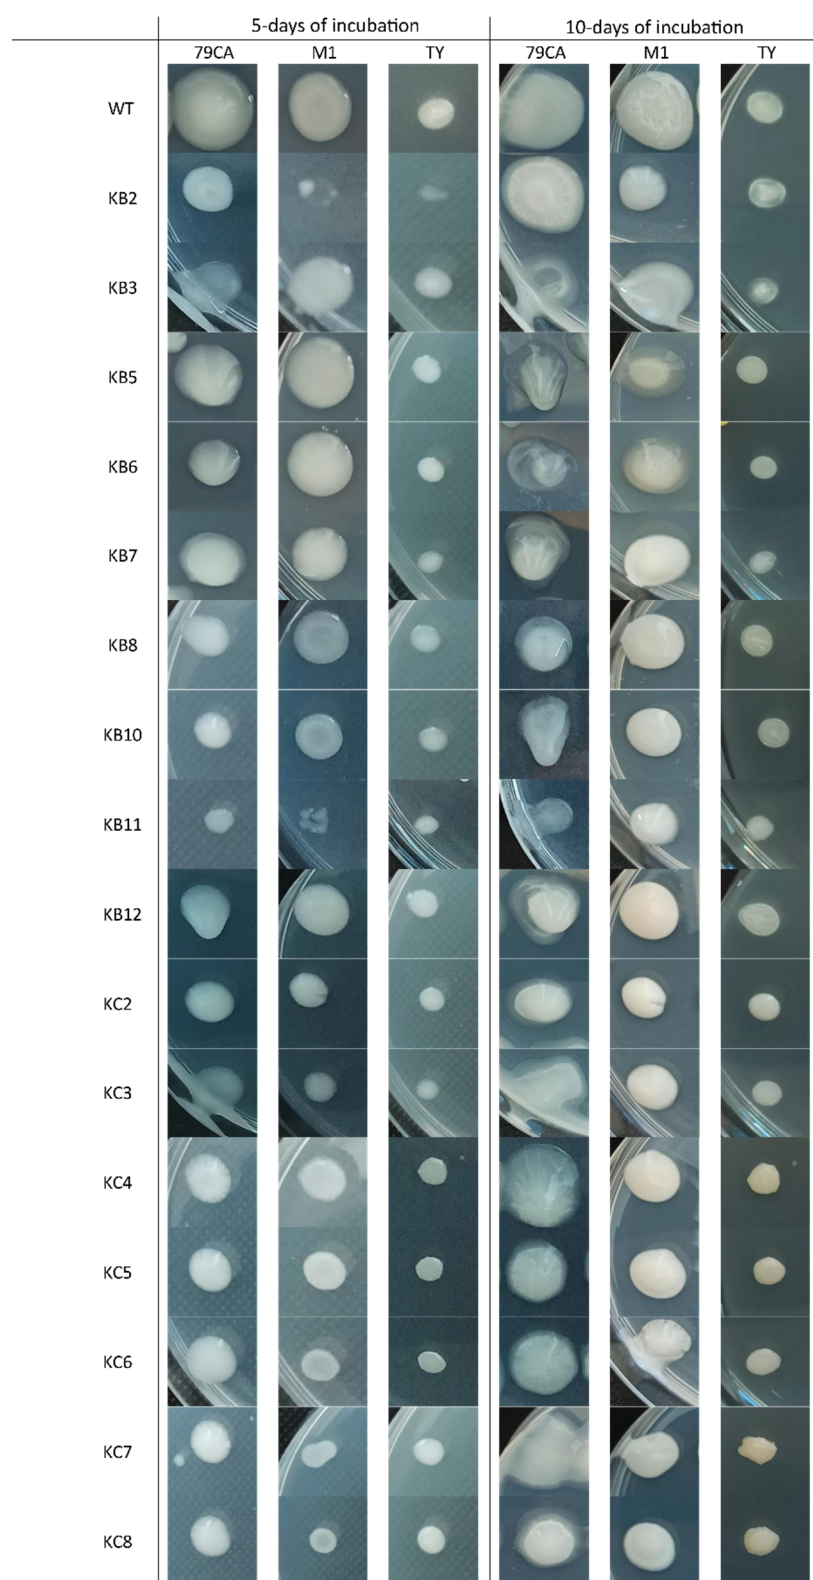 5-days of incubation 10-days of incubation
79CA M1 TY 79CA M1 TY
WT
KB2
KB3
KB5
KB6
KB7
KB8
KB10
KB11
KB12
KC2
KC3
KC4
KC5
KC6
KC7
KC8